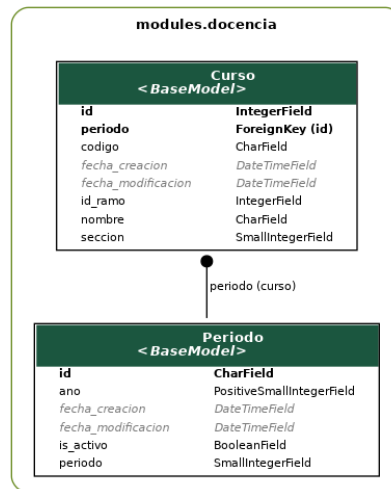 modules.docencia
Curso
<BaseModel>
id IntegerField
periodo ForeignKey (id)
codigo CharField
fecha_creacion DateTimeField
fecha_modificacion DateTimeField
id_ramo IntegerField
nombre CharField
seccion SmallIntegerField
periodo (curso)
Periodo
<BaseModel>
id CharField
ano PositiveSmallIntegerField
fecha_creacion DateTimeField
fecha_modificacion DateTimeField
is_activo BooleanField
periodo SmallIntegerField